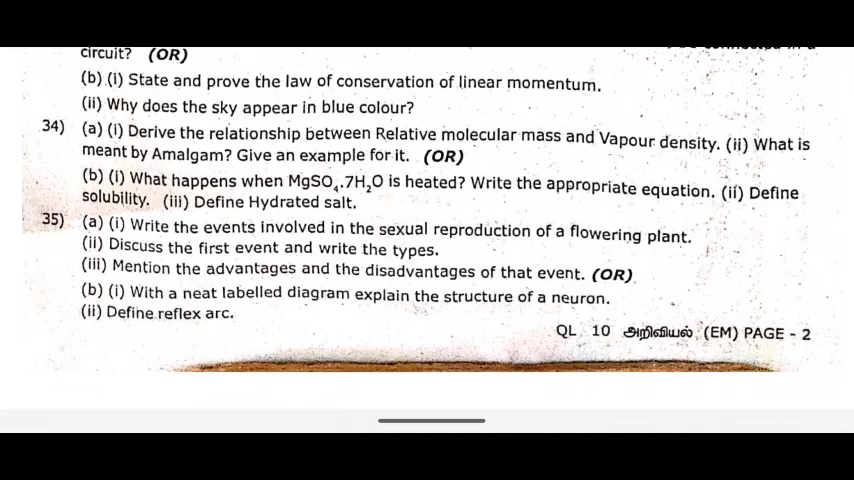 circuit? (OR)
(b) (i) State and prove the law of conservation of linear momentum.
(ii) Why does the sky appear in blue colour?
34) (a) (i) Derive the relationship between Relative molecular mass and Vapour density. (ii) What is
meant by Amalgam? Give an example for it. (OR)
(b) (i) What happens when MgSO₄.7H₂O is heated? Write the appropriate equation. (ii) Define
solubility. (iii) Define Hydrated salt.
35) (a) (i) Write the events involved in the sexual reproduction of a flowering plant.
(ii) Discuss the first event and write the types.
(iii) Mention the advantages and the disadvantages of that event. (OR)
(b) (i) With a neat labelled diagram explain the structure of a neuron.
(ii) Define reflex arc.
QL 10 அறிவியல் (EM) PAGE - 2